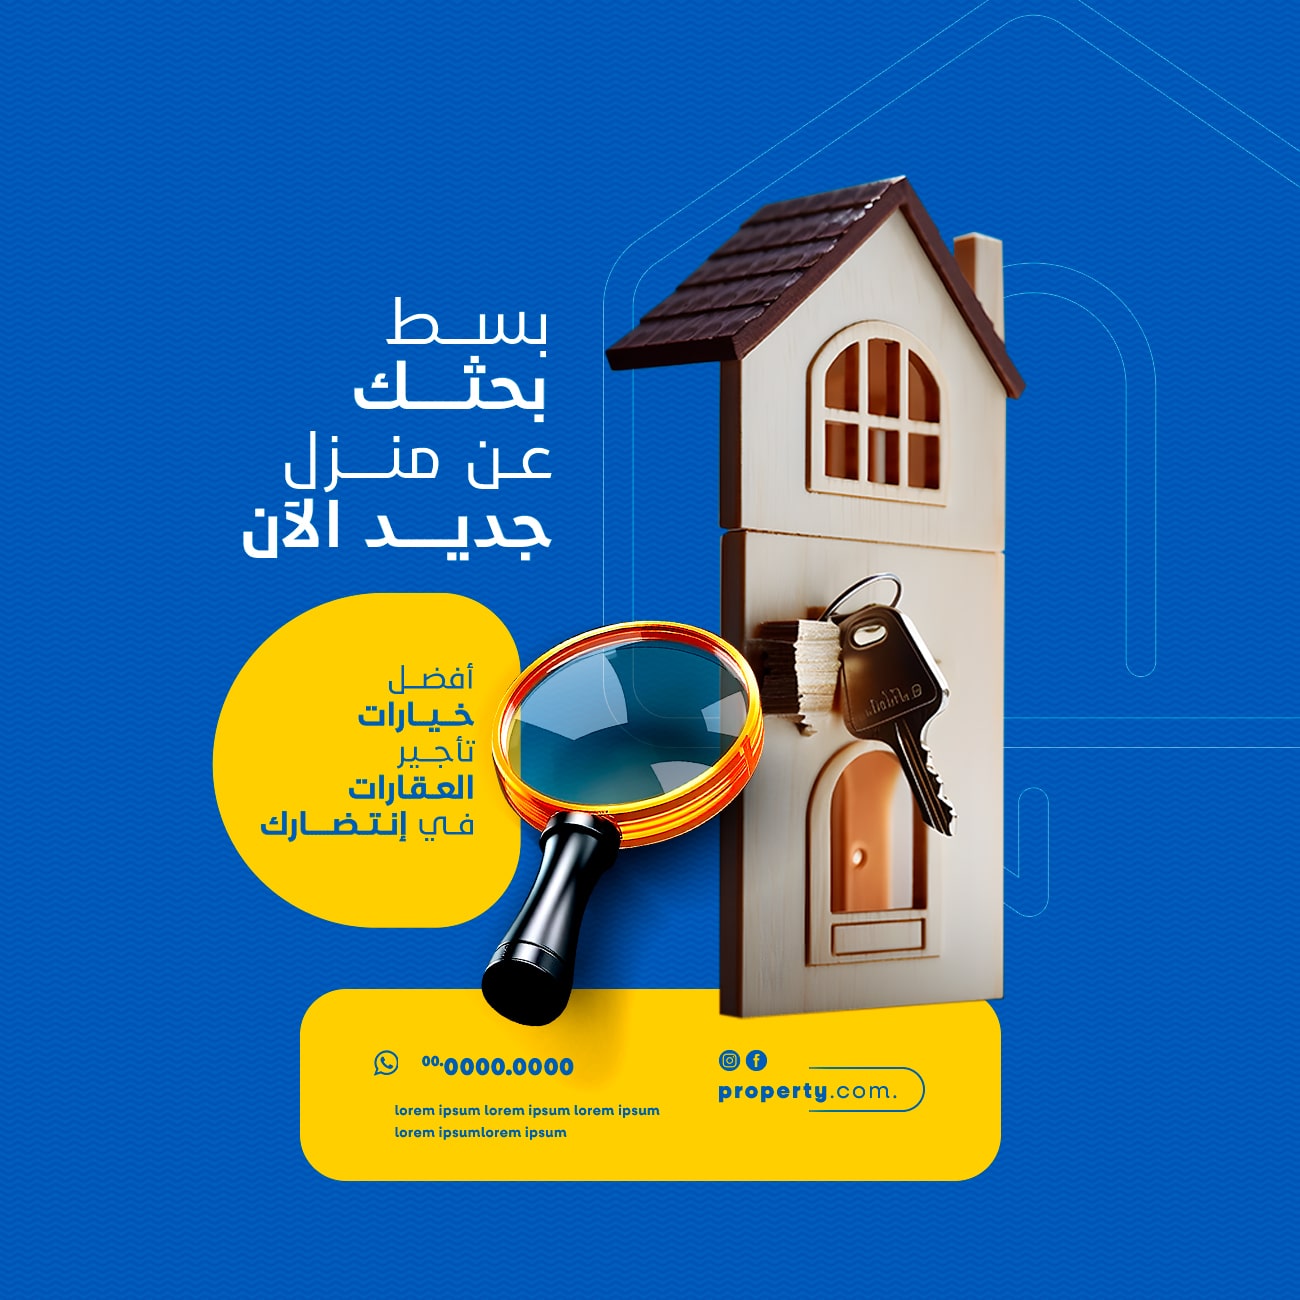 بسط
بحثك
عن منزل
جديد الآن
أفضل
خيارات
تأجير
العقارات
في إنتضارك
00.0000.0000
lorem ipsum lorem ipsum lorem ipsum
lorem ipsumlorem ipsum
property.com.